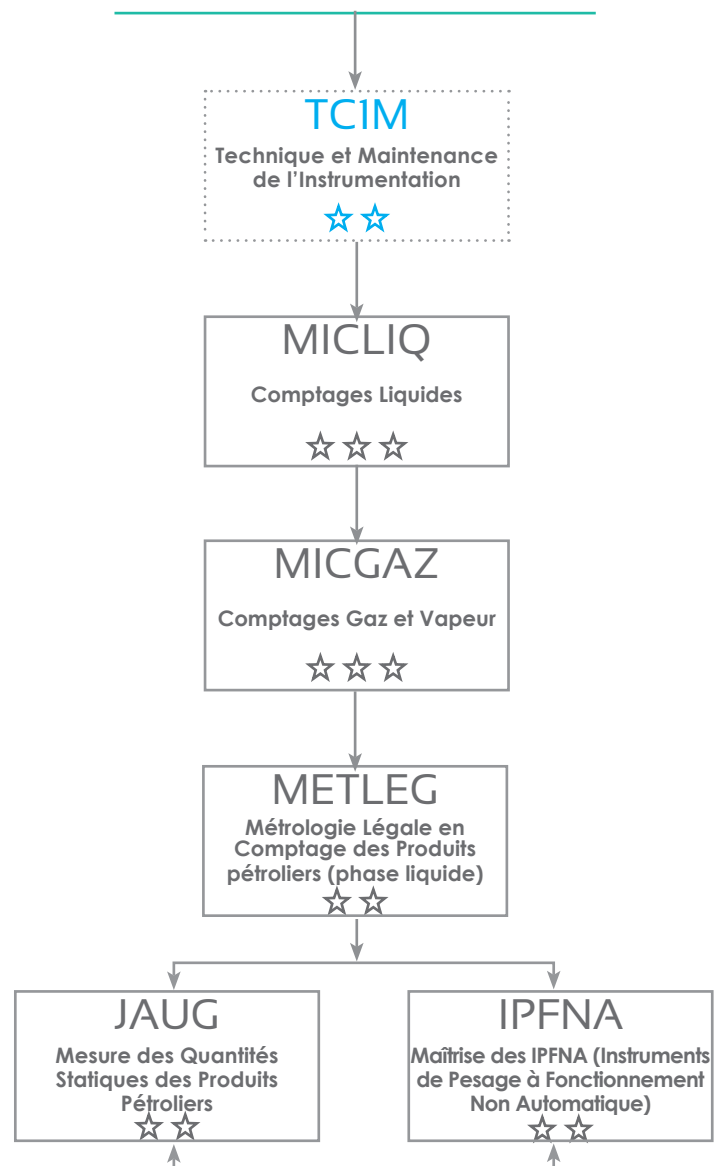 TC1M
Technique et Maintenance
de l'Instrumentation
MICLIQ
Comptages Liquides
MICGAZ
Comptages Gaz et Vapeur
METLEG
Métrologie Légale en
Comptage des Produits
pétroliers (phase liquide)
JAUG
Mesure des Quantités
Statiques des Produits
Pétroliers
IPFNA
Maîtrise des IPFNA (Instruments
de Pesage à Fonctionnement
Non Automatique)